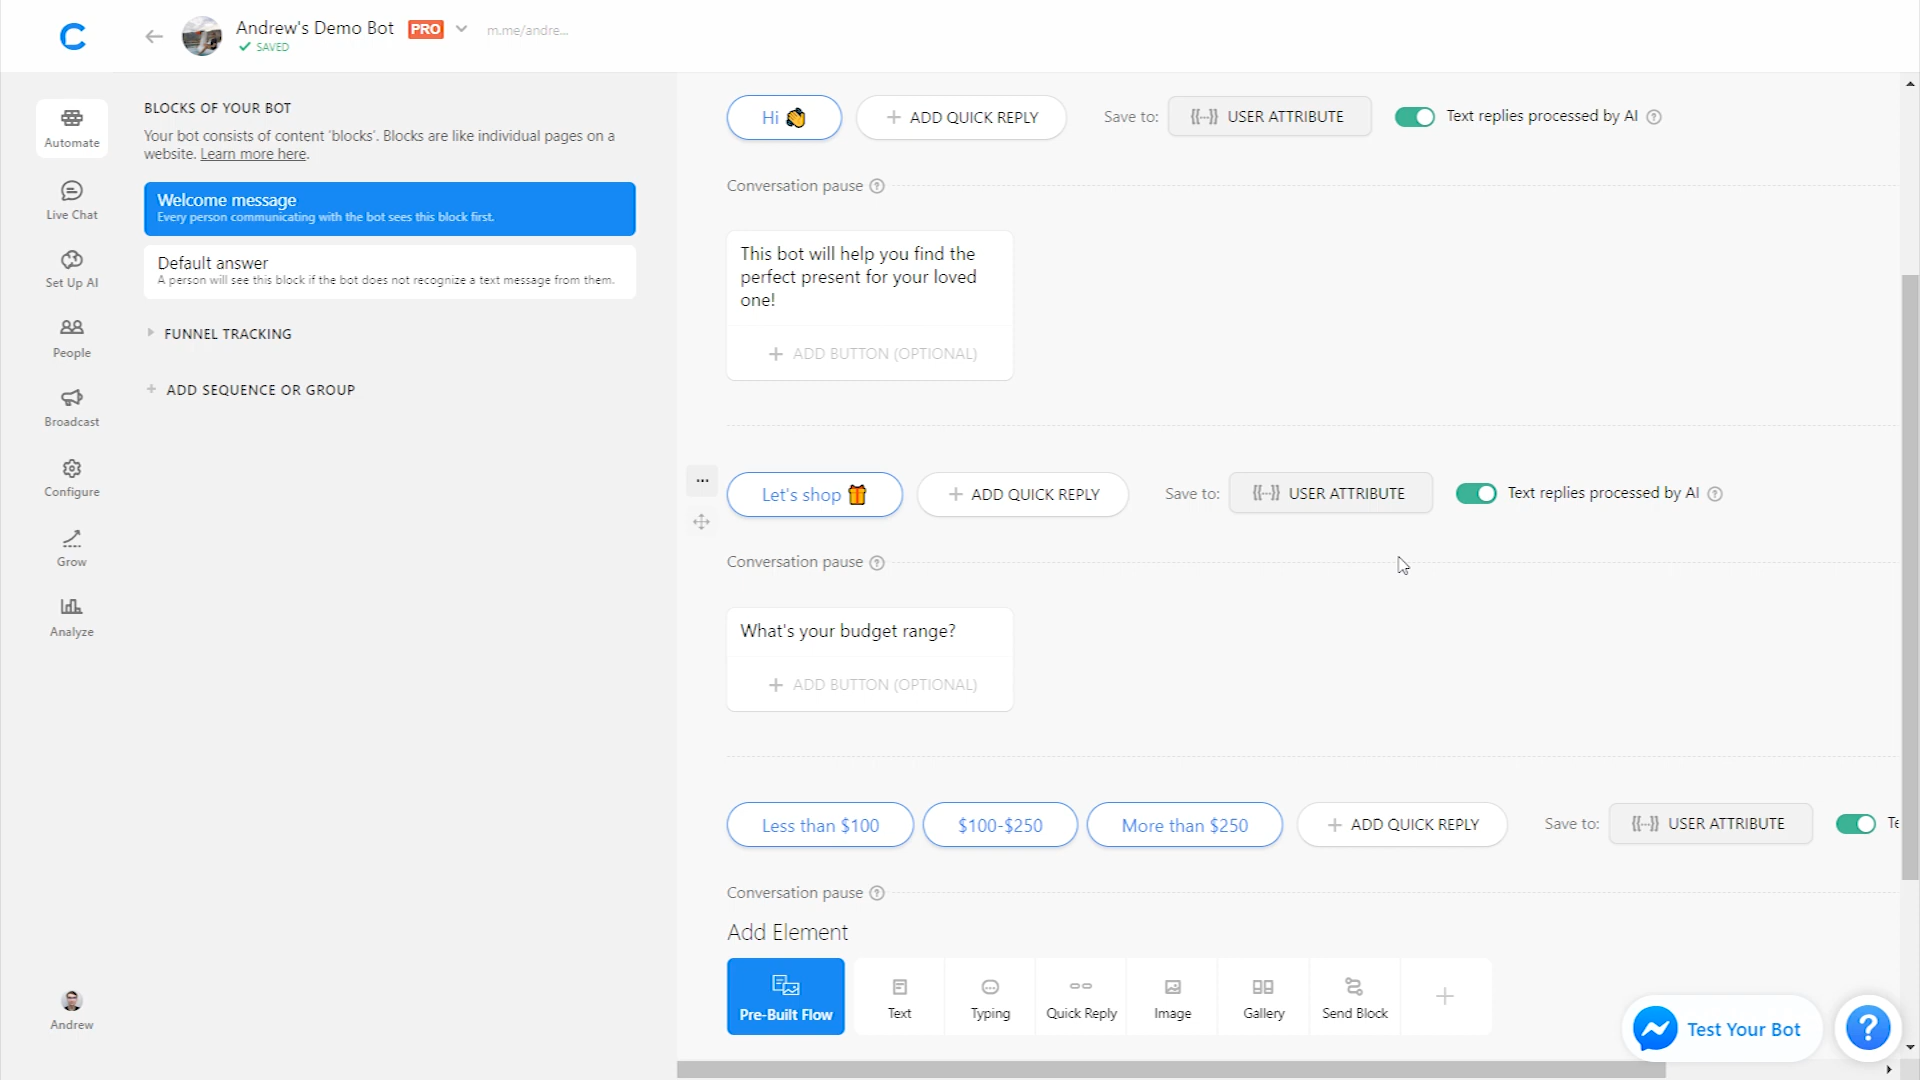 Andrew's Demo Bot PRO m.me/andre...
SAVED
Automate
Live Chat
Set Up AI
People
Broadcast
Configure
Grow
Analyze
Andrew
BLOCKS OF YOUR BOT
Your bot consists of content 'blocks'. Blocks are like individual pages on a
website. Learn more here.
Welcome message
Every person communicating with the bot sees this block first.
Default answer
A person will see this block if the bot does not recognize a text message from them.
FUNNEL TRACKING
+ ADD SEQUENCE OR GROUP
Hi 👏 + ADD QUICK REPLY Save to: {{...}} USER ATTRIBUTE Text replies processed by AI ?
Conversation pause ?
This bot will help you find the
perfect present for your loved
one!
+ ADD BUTTON (OPTIONAL)
Let's shop 🎁 + ADD QUICK REPLY Save to: {{...}} USER ATTRIBUTE Text replies processed by AI ?
Conversation pause ?
What's your budget range?
+ ADD BUTTON (OPTIONAL)
Less than $100 $100-$250 More than $250 + ADD QUICK REPLY Save to: {{...}} USER ATTRIBUTE
Conversation pause ?
Add Element
Pre-Built Flow Text Typing Quick Reply Image Gallery Send Block +
Test Your Bot ?